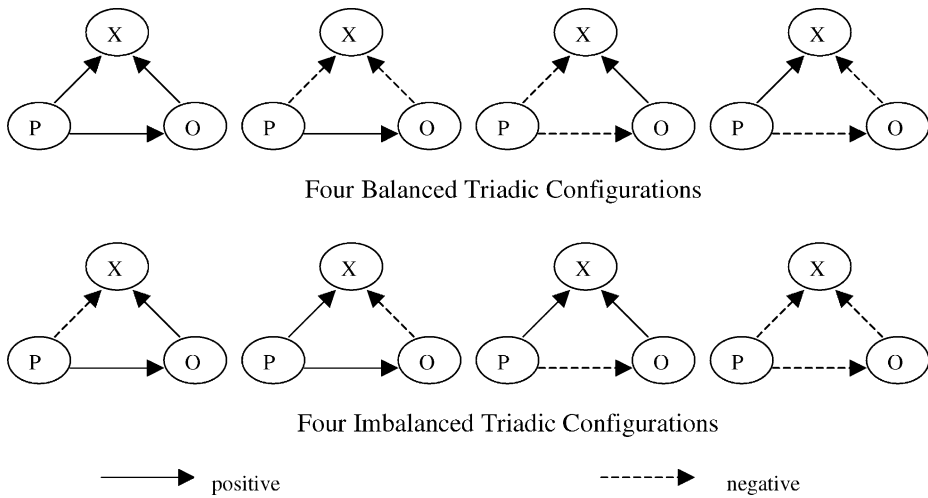 X X X X
P O P O P O P O
Four Balanced Triadic Configurations
X X X X
P O P O P O P O
Four Imbalanced Triadic Configurations
positive negative